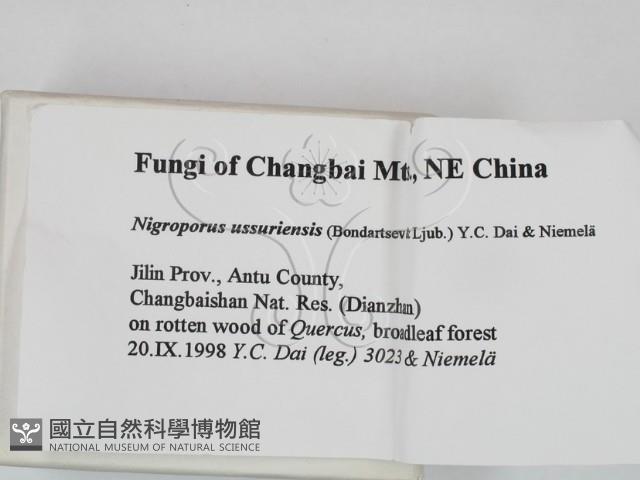 Fungi of Changbai Mt., NE China
Nigroporus ussuriensis (Bondartsevt Ljub.) Y.C. Dai & Niemelä
Jilin Prov., Antu County,
Changbaishan Nat. Res. (Dianzhan)
on rotten wood of Quercus, broadleaf forest
20.IX.1998 Y.C. Dai (leg.) 3023 & Niemelä
國立自然科學博物館
NATIONAL MUSEUM OF NATURAL SCIENCE